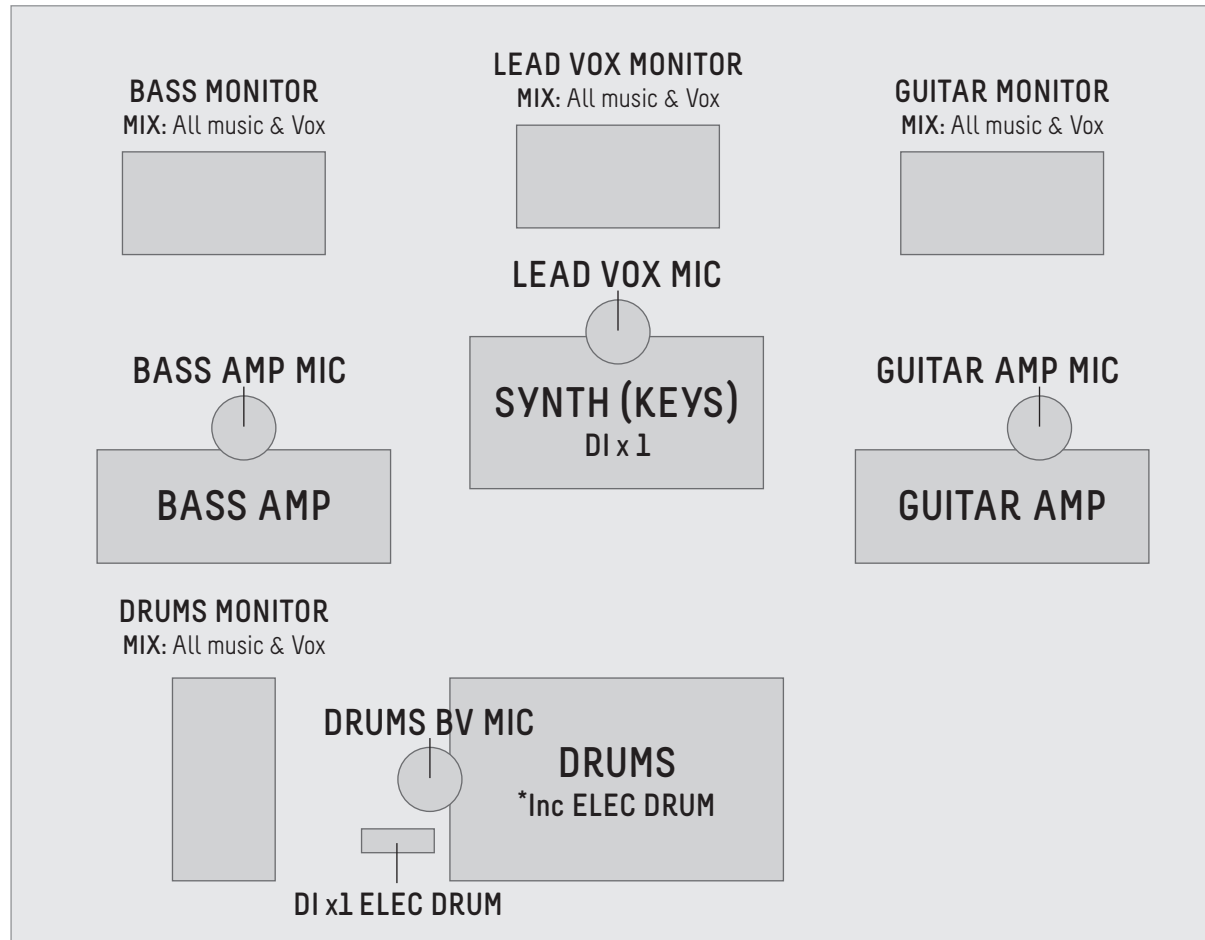 LEAD VOX MONITOR
MIX: All music & Vox
BASS MONITOR
MIX: All music & Vox
GUITAR MONITOR
MIX: All music & Vox
LEAD VOX MIC
BASS AMP MIC
GUITAR AMP MIC
SYNTH (KEYS)
DI x 1
BASS AMP
GUITAR AMP
DRUMS MONITOR
MIX: All music & Vox
DRUMS BV MIC
DRUMS
*Inc ELEC DRUM
DI x1 ELEC DRUM